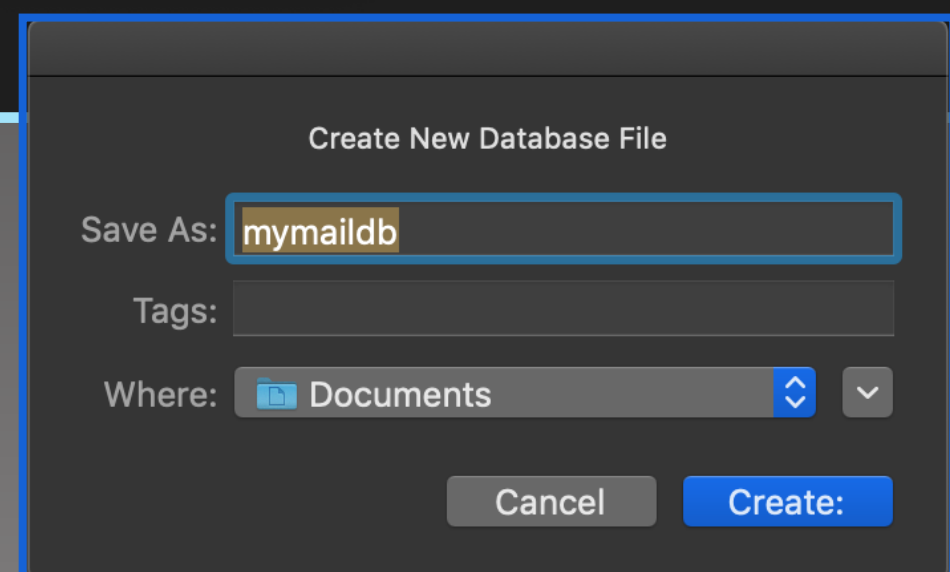 Create New Database File
Save As: mymaildb
Tags:
Where: Documents
Cancel Create: